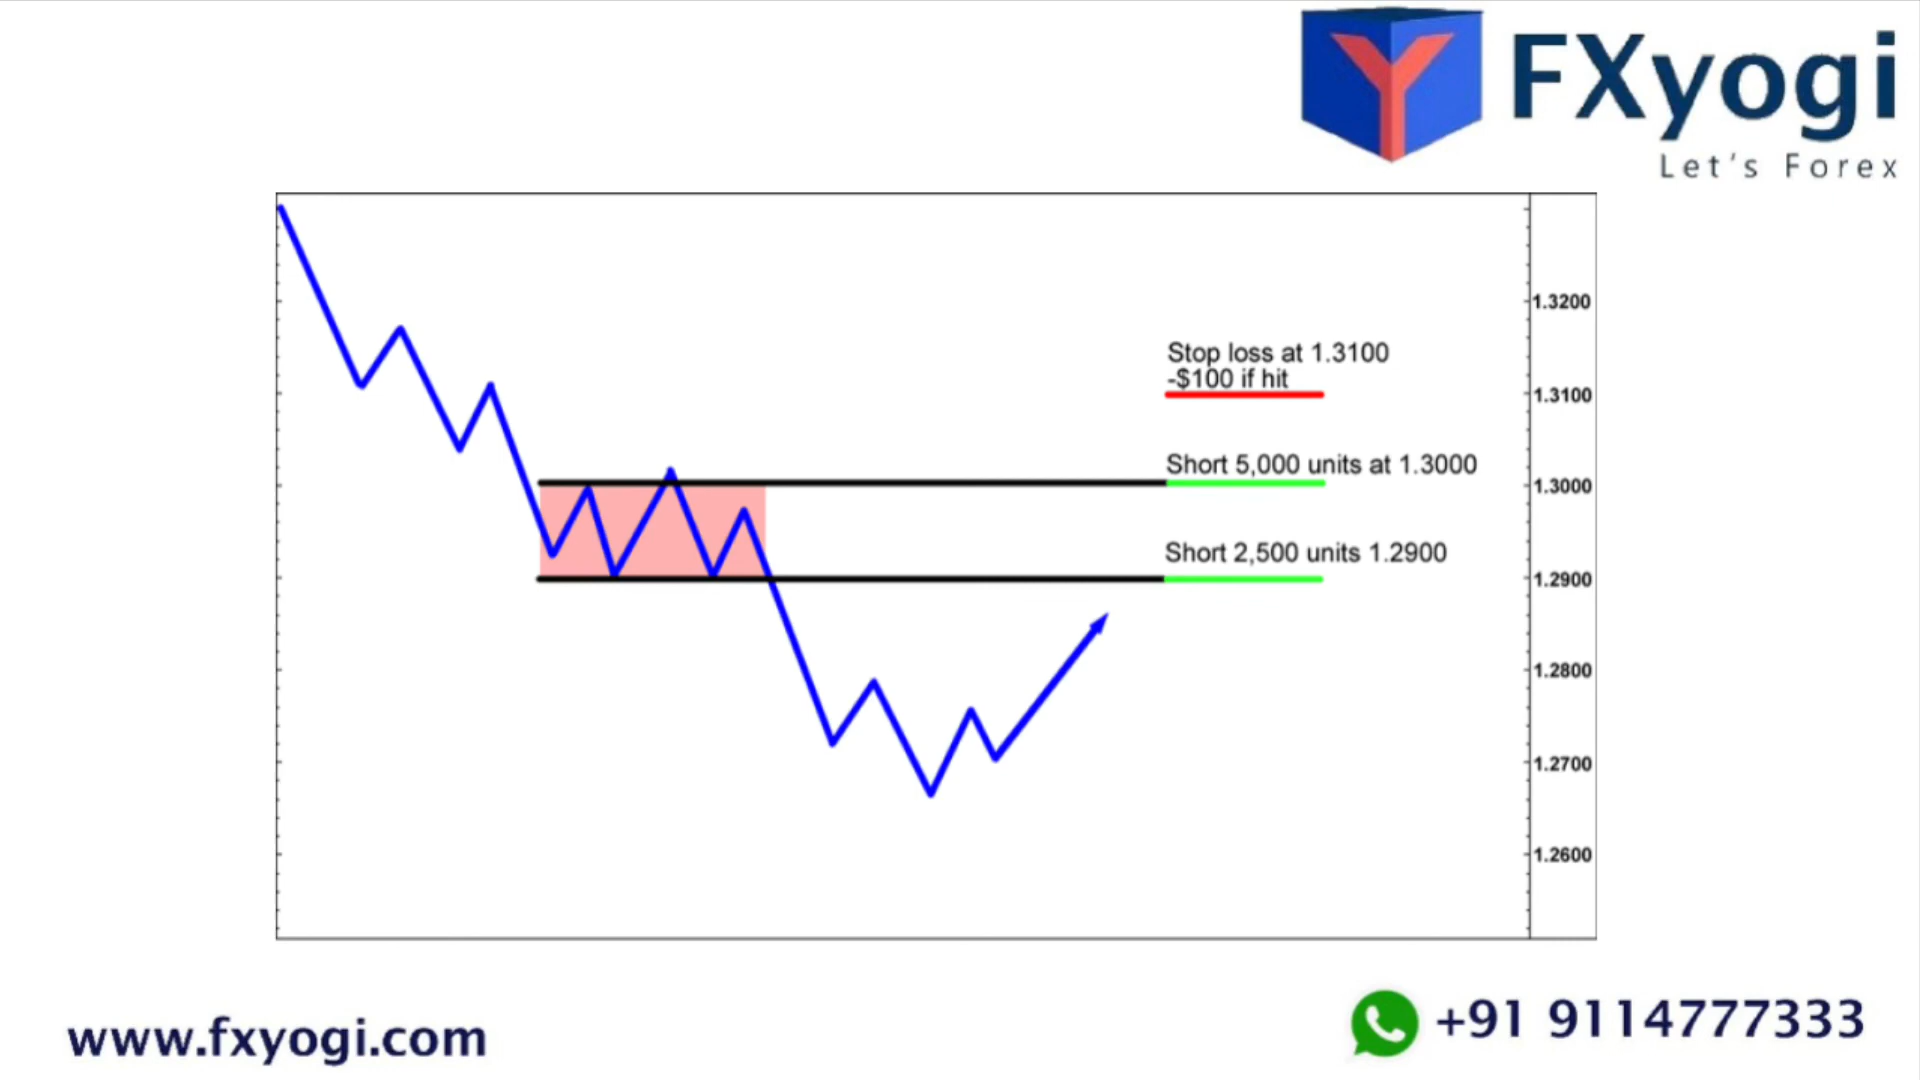 FXyogi
Let's Forex
1.3200
Stop loss at 1.3100
-$100 if hit
1.3100
Short 5,000 units at 1.3000
1.3000
Short 2,500 units 1.2900
1.2900
1.2800
1.2700
1.2600
www.fxyogi.com
+91 9114777333